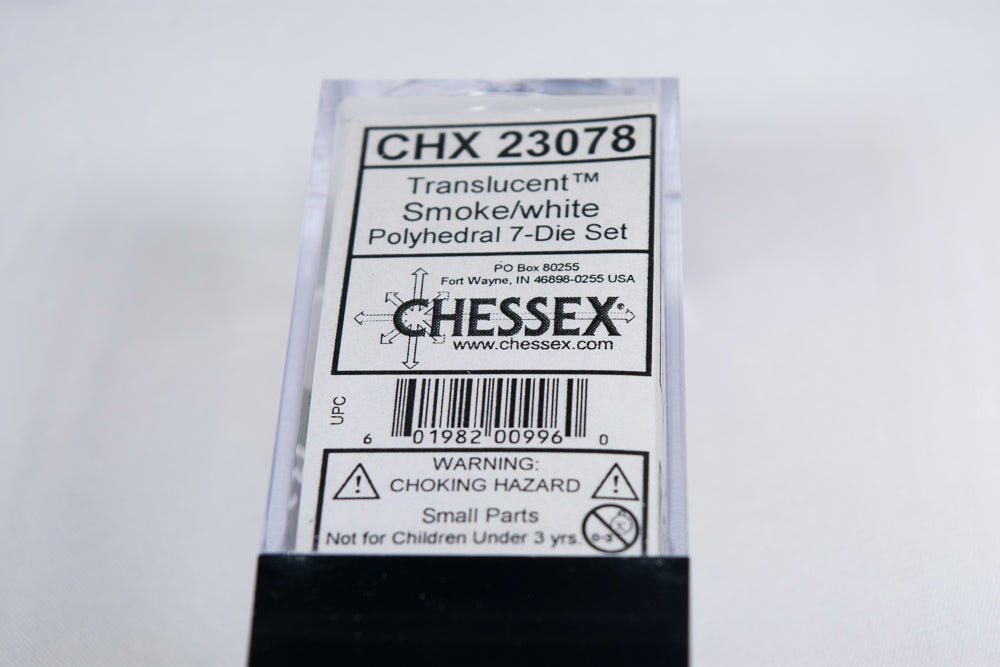 CHX 23078
Translucent™
Smoke/white
Polyhedral 7-Die Set
PO Box 80255
Fort Wayne, IN 46898-0255 USA
CHESSEX®
www.chessex.com
UPC
6 01982 00996 0
WARNING:
CHOKING HAZARD
Small Parts
Not for Children Under 3 yrs.
0-3